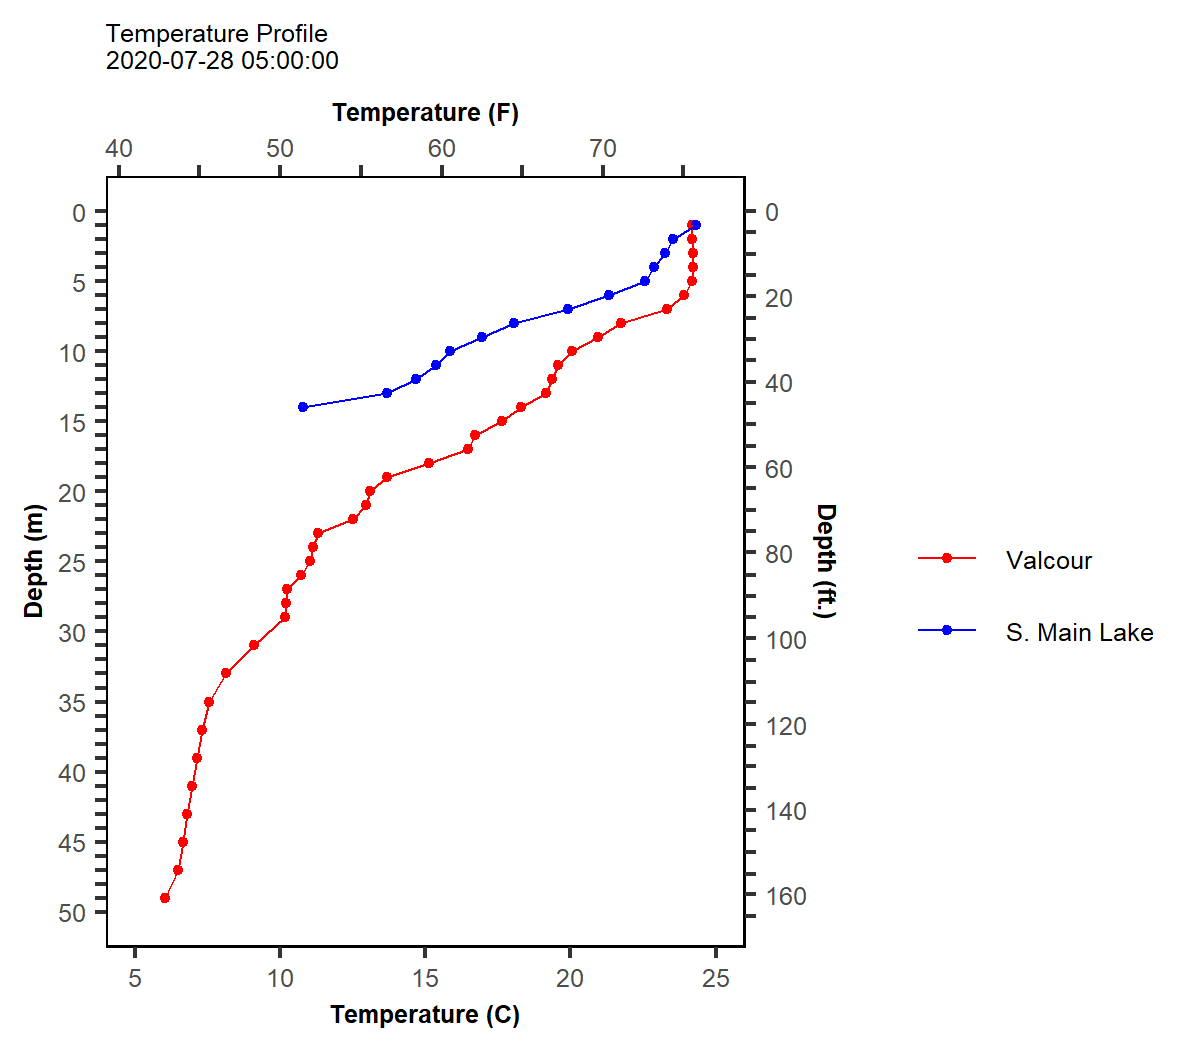 Temperature Profile
2020-07-28 05:00:00
Temperature (F)
40 50 60 70
0
5
10
15
20
25
30
35
40
45
50
Depth (m)
0
20
40
60
80
100
120
140
160
Depth (ft.)
5 10 15 20 25
Temperature (C)
Valcour
S. Main Lake